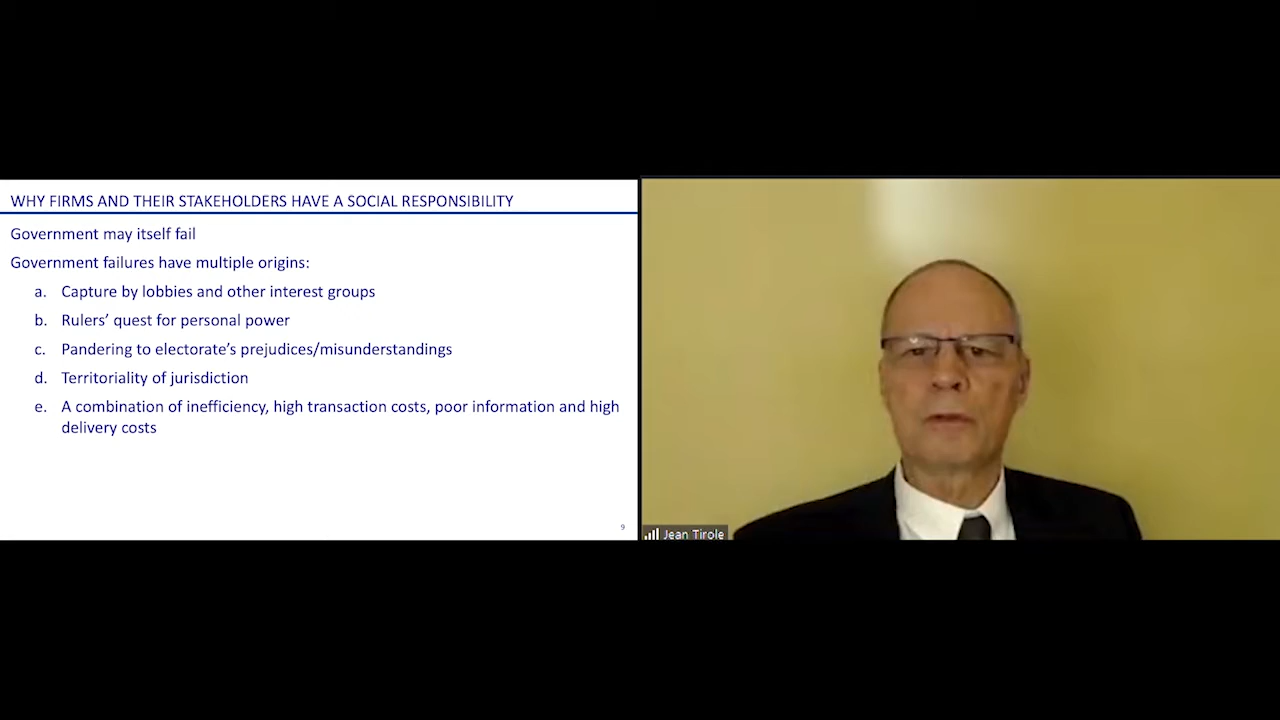 WHY FIRMS AND THEIR STAKEHOLDERS HAVE A SOCIAL RESPONSIBILITY
Government may itself fail
Government failures have multiple origins:
a. Capture by lobbies and other interest groups
b. Rulers’ quest for personal power
c. Pandering to electorate’s prejudices/misunderstandings
d. Territoriality of jurisdiction
e. A combination of inefficiency, high transaction costs, poor information and high
delivery costs
9
Jean Tirole